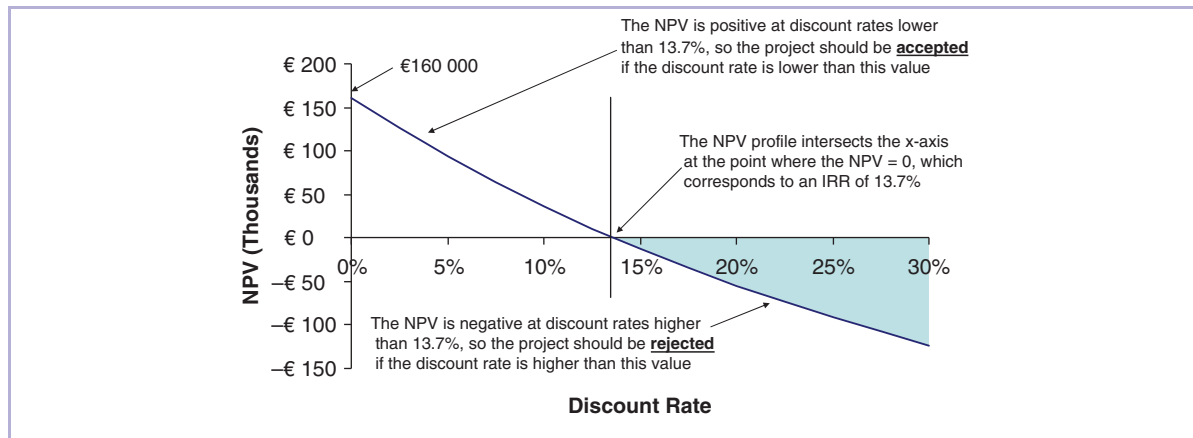 The NPV is positive at discount rates lower
than 13.7%, so the project should be accepted
if the discount rate is lower than this value
€ 200
€160 000
€ 150
€ 100
€ 50
€ 0
–€ 50
–€ 100
–€ 150
NPV (Thousands)
The NPV profile intersects the x-axis
at the point where the NPV = 0, which
corresponds to an IRR of 13.7%
0% 5% 10% 15% 20% 25% 30%
The NPV is negative at discount rates higher
than 13.7%, so the project should be rejected
if the discount rate is higher than this value
Discount Rate